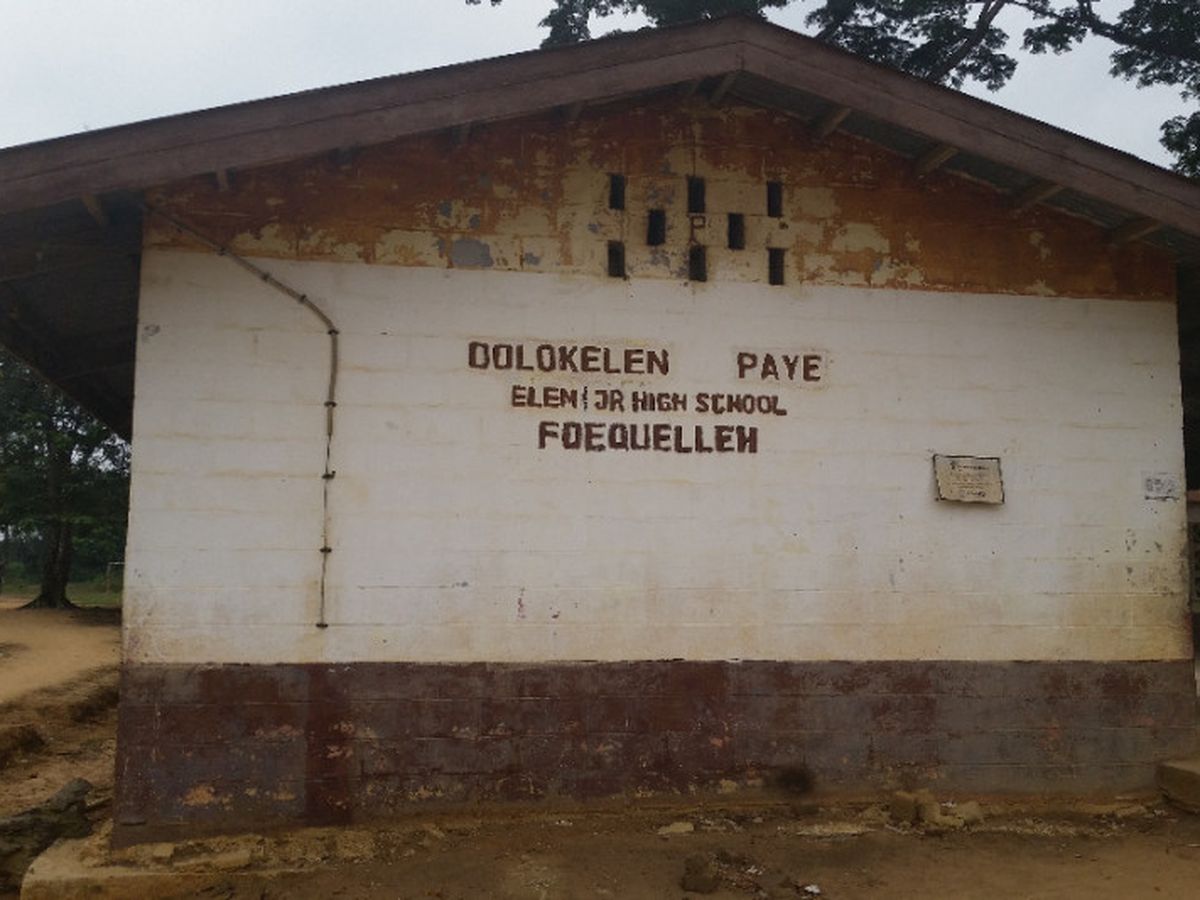 P
DOLOKELEN PAYE
ELEM & JR HIGH SCHOOL
FOEQUELLEH